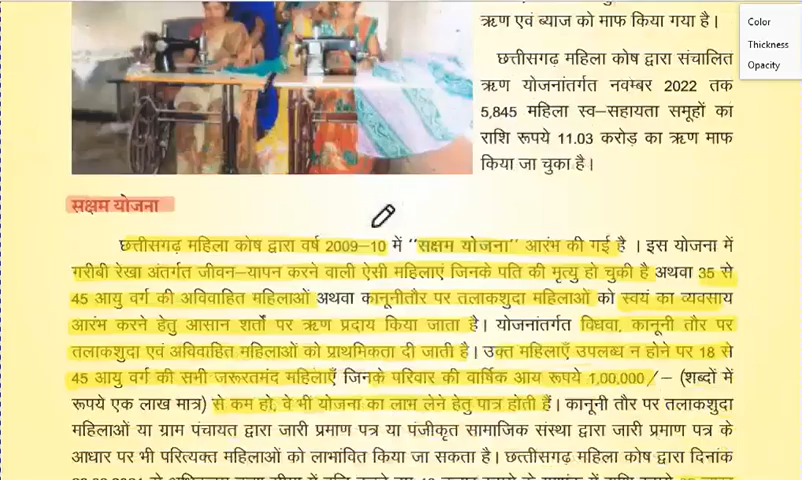 ऋण एवं ब्याज को माफ किया गया है।
Color
Thickness
Opacity
छत्तीसगढ़ महिला कोष द्वारा संचालित
ऋण योजनांतर्गत नवम्बर 2022 तक
5,845 महिला स्व–सहायता समूहों का
राशि रूपये 11.03 करोड़ का ऋण माफ
किया जा चुका है।
सक्षम योजना
छत्तीसगढ़ महिला कोष द्वारा वर्ष 2009–10 में ''सक्षम योजना'' आरंभ की गई है । इस योजना में
गरीबी रेखा अंतर्गत जीवन–यापन करने वाली ऐसी महिलाएं जिनके पति की मृत्यु हो चुकी है अथवा 35 से
45 आयु वर्ग की अविवाहित महिलाओं अथवा कानूनीतौर पर तलाकशुदा महिलाओं को स्वयं का व्यवसाय
आरंभ करने हेतु आसान शर्तों पर ऋण प्रदाय किया जाता है। योजनांतर्गत विधवा, कानूनी तौर पर
तलाकशुदा एवं अविवाहित महिलाओं को प्राथमिकता दी जाती है। उक्त महिलाएँ उपलब्ध न होने पर 18 से
45 आयु वर्ग की सभी जरूरतमंद महिलाएँ जिनके परिवार की वार्षिक आय रूपये 1,00,000/– (शब्दों में
रूपये एक लाख मात्र) से कम हो, वे भी योजना का लाभ लेने हेतु पात्र होती हैं। कानूनी तौर पर तलाकशुदा
महिलाओं या ग्राम पंचायत द्वारा जारी प्रमाण पत्र या पंजीकृत सामाजिक संस्था द्वारा जारी प्रमाण पत्र के
आधार पर भी परित्यक्त महिलाओं को लाभांवित किया जा सकता है। छत्तीसगढ़ महिला कोष द्वारा दिनांक